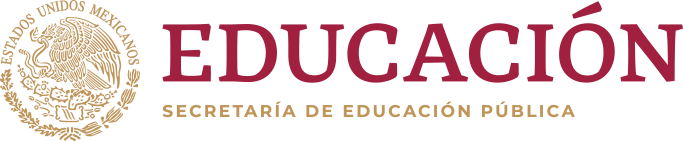 ESTADOS UNIDOS MEXICANOS
EDUCACIÓN
SECRETARÍA DE EDUCACIÓN PÚBLICA